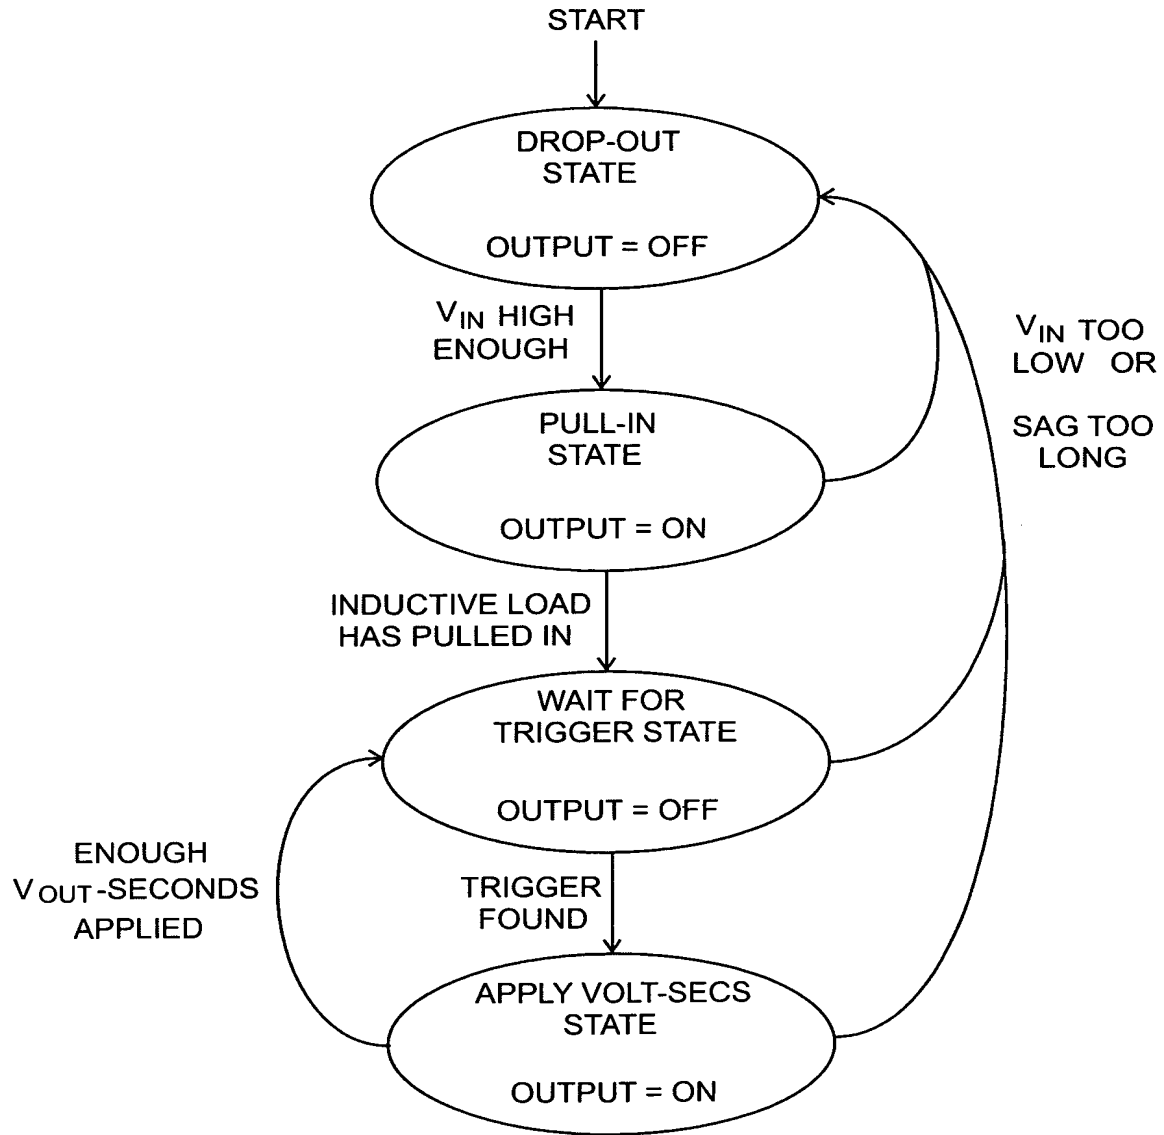 START
DROP-OUT
STATE
OUTPUT = OFF
VIN HIGH
ENOUGH
VIN TOO
LOW OR
SAG TOO
LONG
PULL-IN
STATE
OUTPUT = ON
INDUCTIVE LOAD
HAS PULLED IN
WAIT FOR
TRIGGER STATE
OUTPUT = OFF
ENOUGH
VOUT-SECONDS
APPLIED
TRIGGER
FOUND
APPLY VOLT-SECS
STATE
OUTPUT = ON